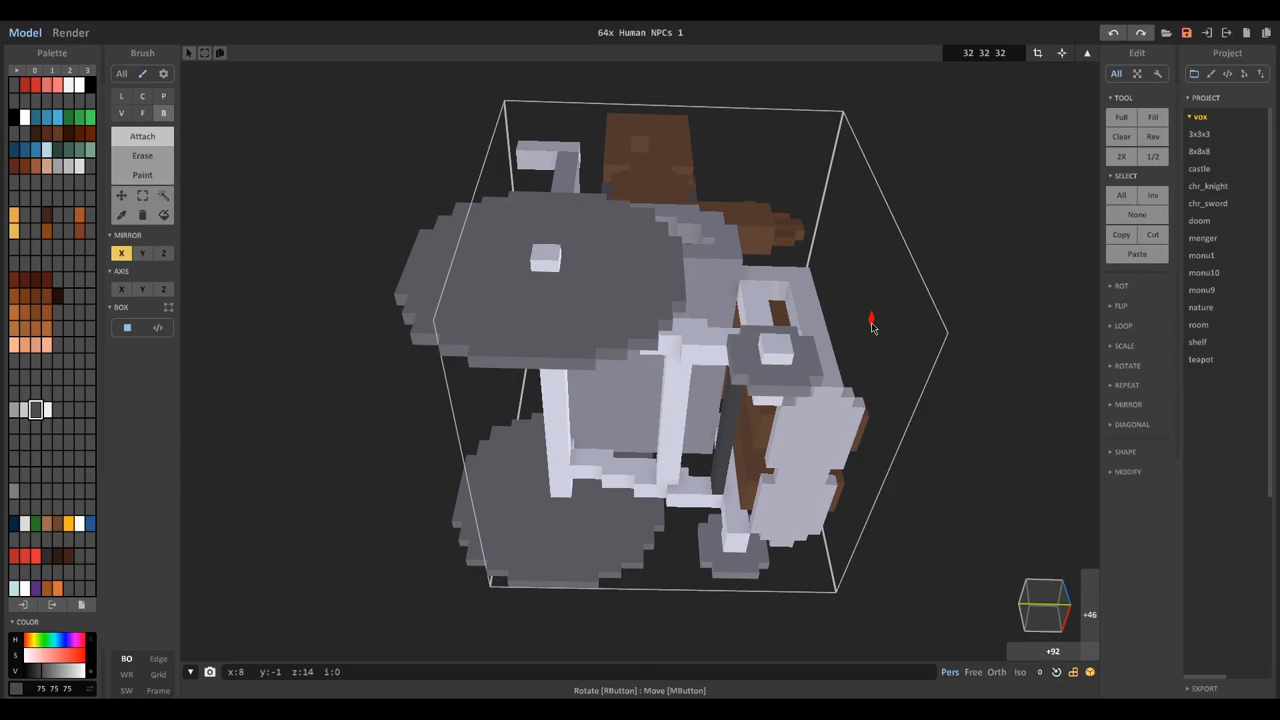 Model Render 64x Human NPCs 1
Palette Brush 32 32 32 Edit Project
0 1 2 3 All All
L C P TOOL PROJECT
V F B Full Fill vox
Attach Clear Rev 3x3x3
Erase 2X 1/2 8x8x8
Paint SELECT castle
All Inv chr_knight
None chr_sword
MIRROR Copy Cut doom
X Y Z Paste menger
AXIS ROT monu1
X Y Z FLIP monu10
BOX LOOP monu9
SCALE nature
ROTATE room
REPEAT shelf
MIRROR teapot
DIAGONAL
SHAPE
MODIFY
COLOR
H +46
S
BO Edge +92
V WR Grid x:8 y:-1 z:14 i:0 Pers Free Orth Iso 0
75 75 75 SW Frame Rotate [RButton] : Move [MButton] EXPORT